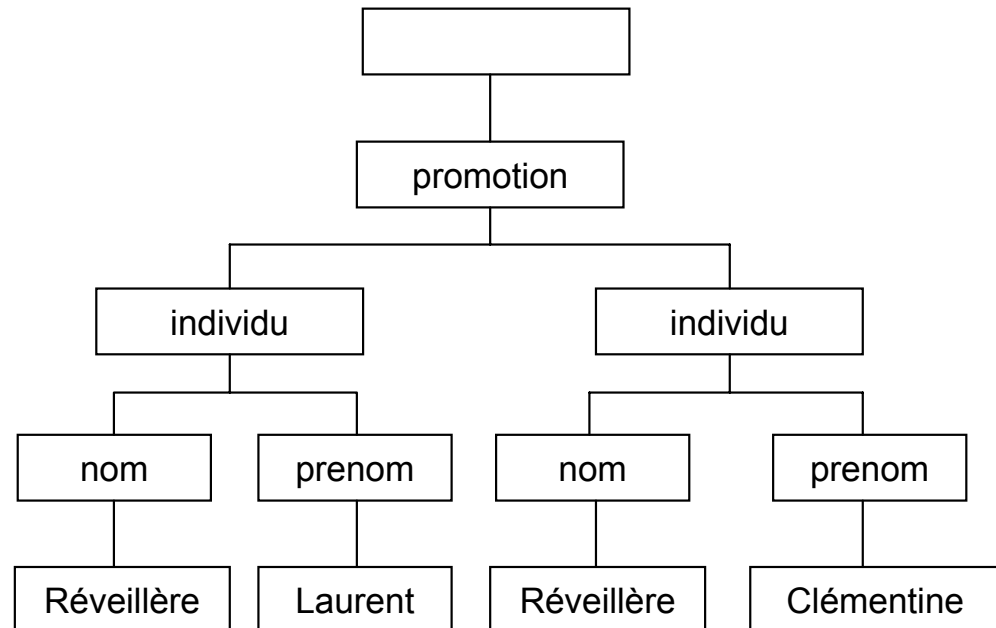 promotion
individu
individu
nom
prenom
nom
prenom
Réveillère
Laurent
Réveillère
Clémentine